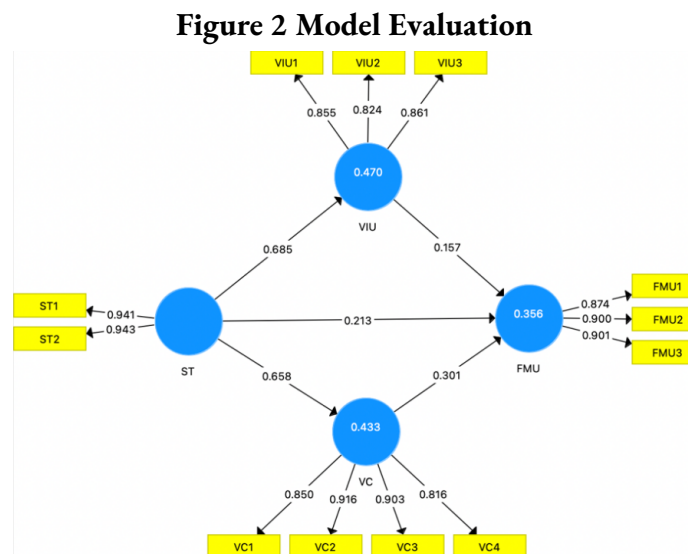 Figure 2 Model Evaluation
VIU1 VIU2 VIU3
0.855 0.824 0.861
0.470
VIU
0.685 0.157
ST1 0.941
ST2 0.943
ST
0.213
0.356
FMU
0.874 FMU1
0.900 FMU2
0.901 FMU3
0.658 0.301
0.433
VC
0.850 0.916 0.903 0.816
VC1 VC2 VC3 VC4